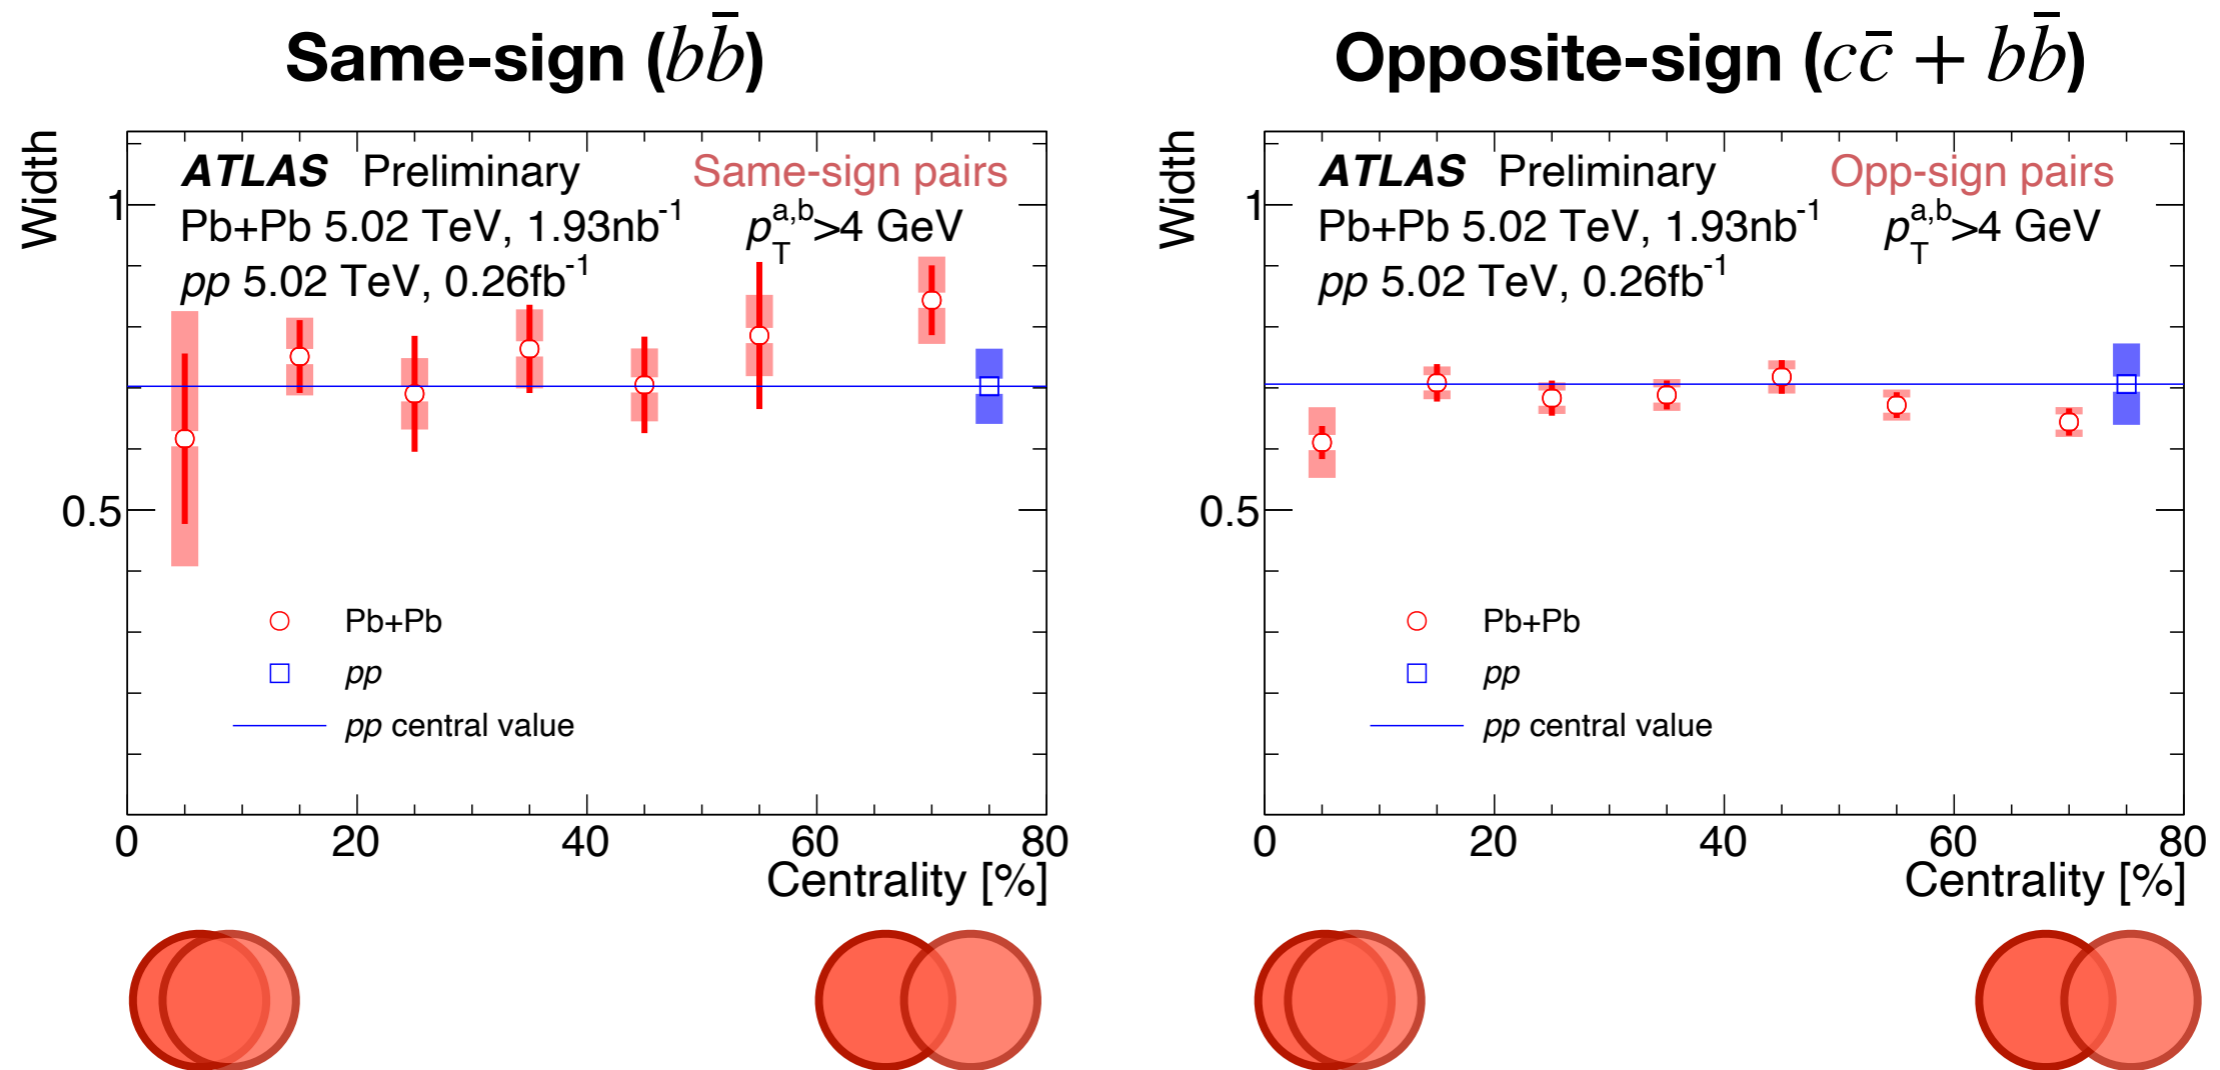 Same-sign (bb̄)
Width
ATLAS Preliminary Same-sign pairs
Pb+Pb 5.02 TeV, 1.93nb⁻¹ p_T^a,b>4 GeV
pp 5.02 TeV, 0.26fb⁻¹
1
0.5
Pb+Pb
pp
pp central value
0 20 40 60 80
Centrality [%]
Opposite-sign (cc̄ + bb̄)
Width
ATLAS Preliminary Opp-sign pairs
Pb+Pb 5.02 TeV, 1.93nb⁻¹ p_T^a,b>4 GeV
pp 5.02 TeV, 0.26fb⁻¹
1
0.5
Pb+Pb
pp
pp central value
0 20 40 60 80
Centrality [%]